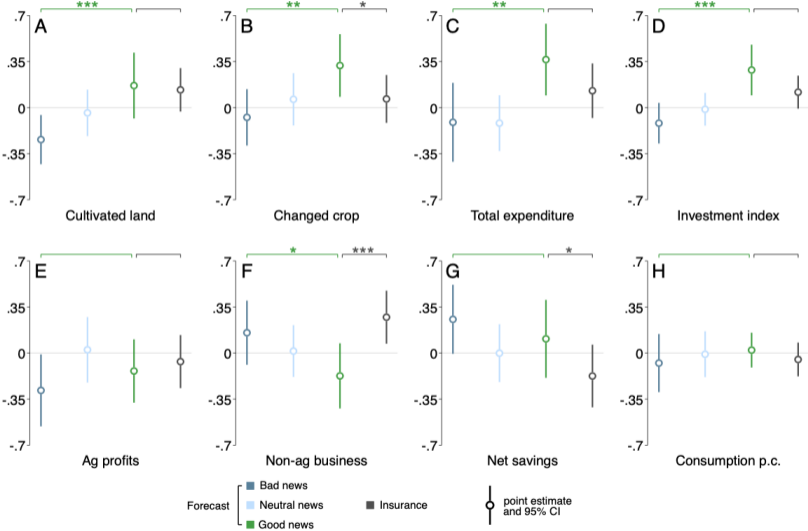 A *** B ** * C ** D ***
.7 .7 .7 .7
.35 .35 .35 .35
0 0 0 0
-.35 -.35 -.35 -.35
-.7 -.7 -.7 -.7
Cultivated land Changed crop Total expenditure Investment index
E F * *** G * H
.7 .7 .7 .7
.35 .35 .35 .35
0 0 0 0
-.35 -.35 -.35 -.35
-.7 -.7 -.7 -.7
Ag profits Non-ag business Net savings Consumption p.c.
Forecast
Bad news
Neutral news
Good news
Insurance
point estimate
and 95% CI